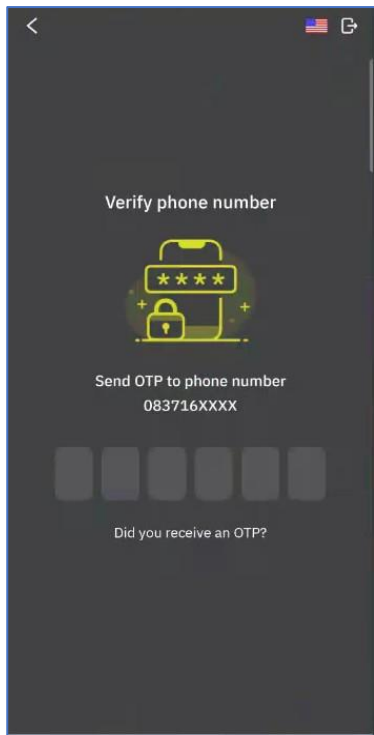 Verify phone number
****
Send OTP to phone number
083716XXXX
Did you receive an OTP?